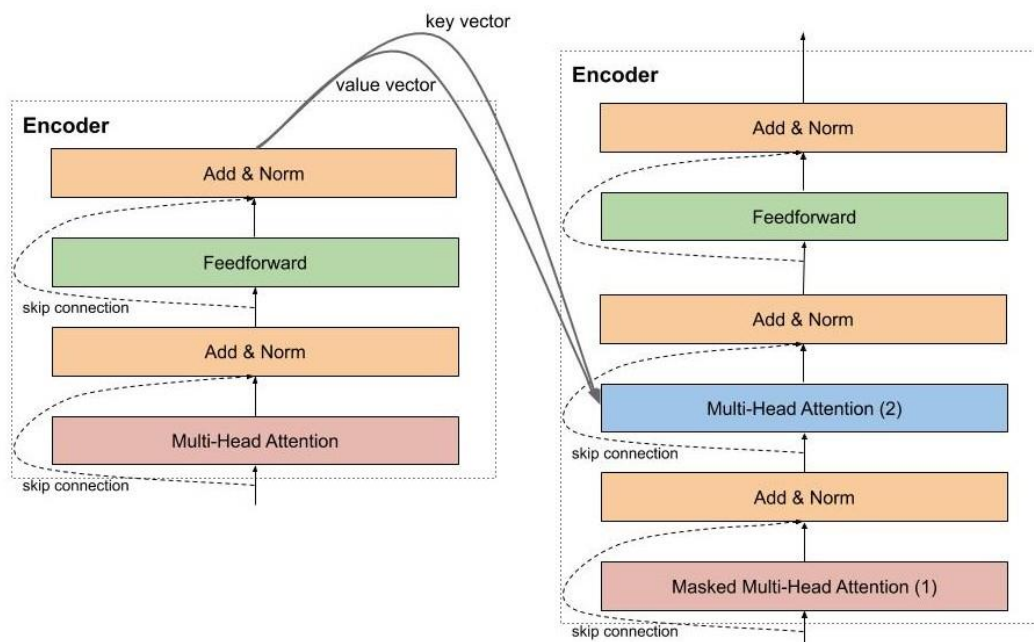 key vector
value vector
Encoder
Add & Norm
Feedforward
skip connection
Add & Norm
Multi-Head Attention
skip connection
Encoder
Add & Norm
Feedforward
Add & Norm
Multi-Head Attention (2)
skip connection
Add & Norm
Masked Multi-Head Attention (1)
skip connection